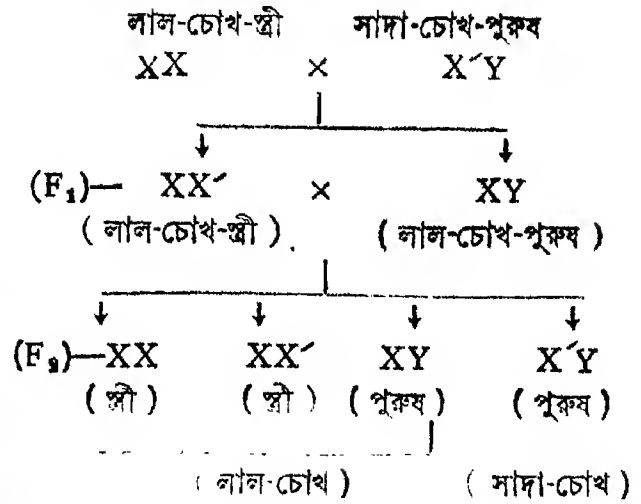 লাল-চোখ-স্ত্রী সাদা-চোখ-পুরুষ
XX × X´Y
(F₁)— XX´ × XY
( লাল-চোখ-স্ত্রী ) ( লাল-চোখ-পুরুষ )
(F₂)—XX XX´ XY X´Y
( স্ত্রী ) ( স্ত্রী ) ( পুরুষ ) ( পুরুষ )
( লাল-চোখ ) ( সাদা-চোখ )